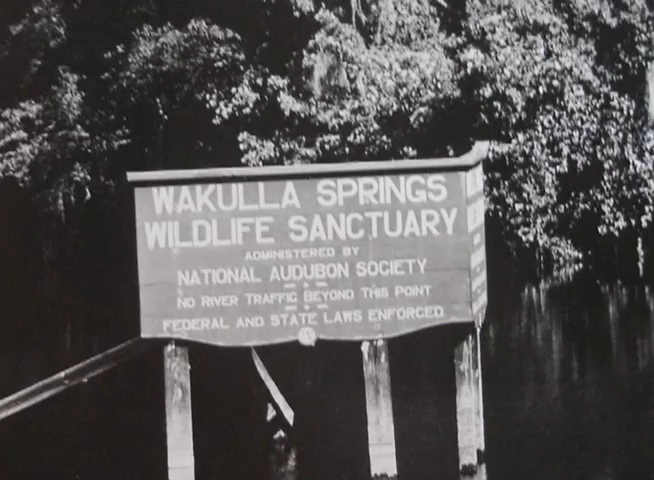 WAKULLA SPRINGS
WILDLIFE SANCTUARY
ADMINISTERED BY
NATIONAL AUDUBON SOCIETY
NO RIVER TRAFFIC BEYOND THIS POINT
FEDERAL AND STATE LAWS ENFORCED